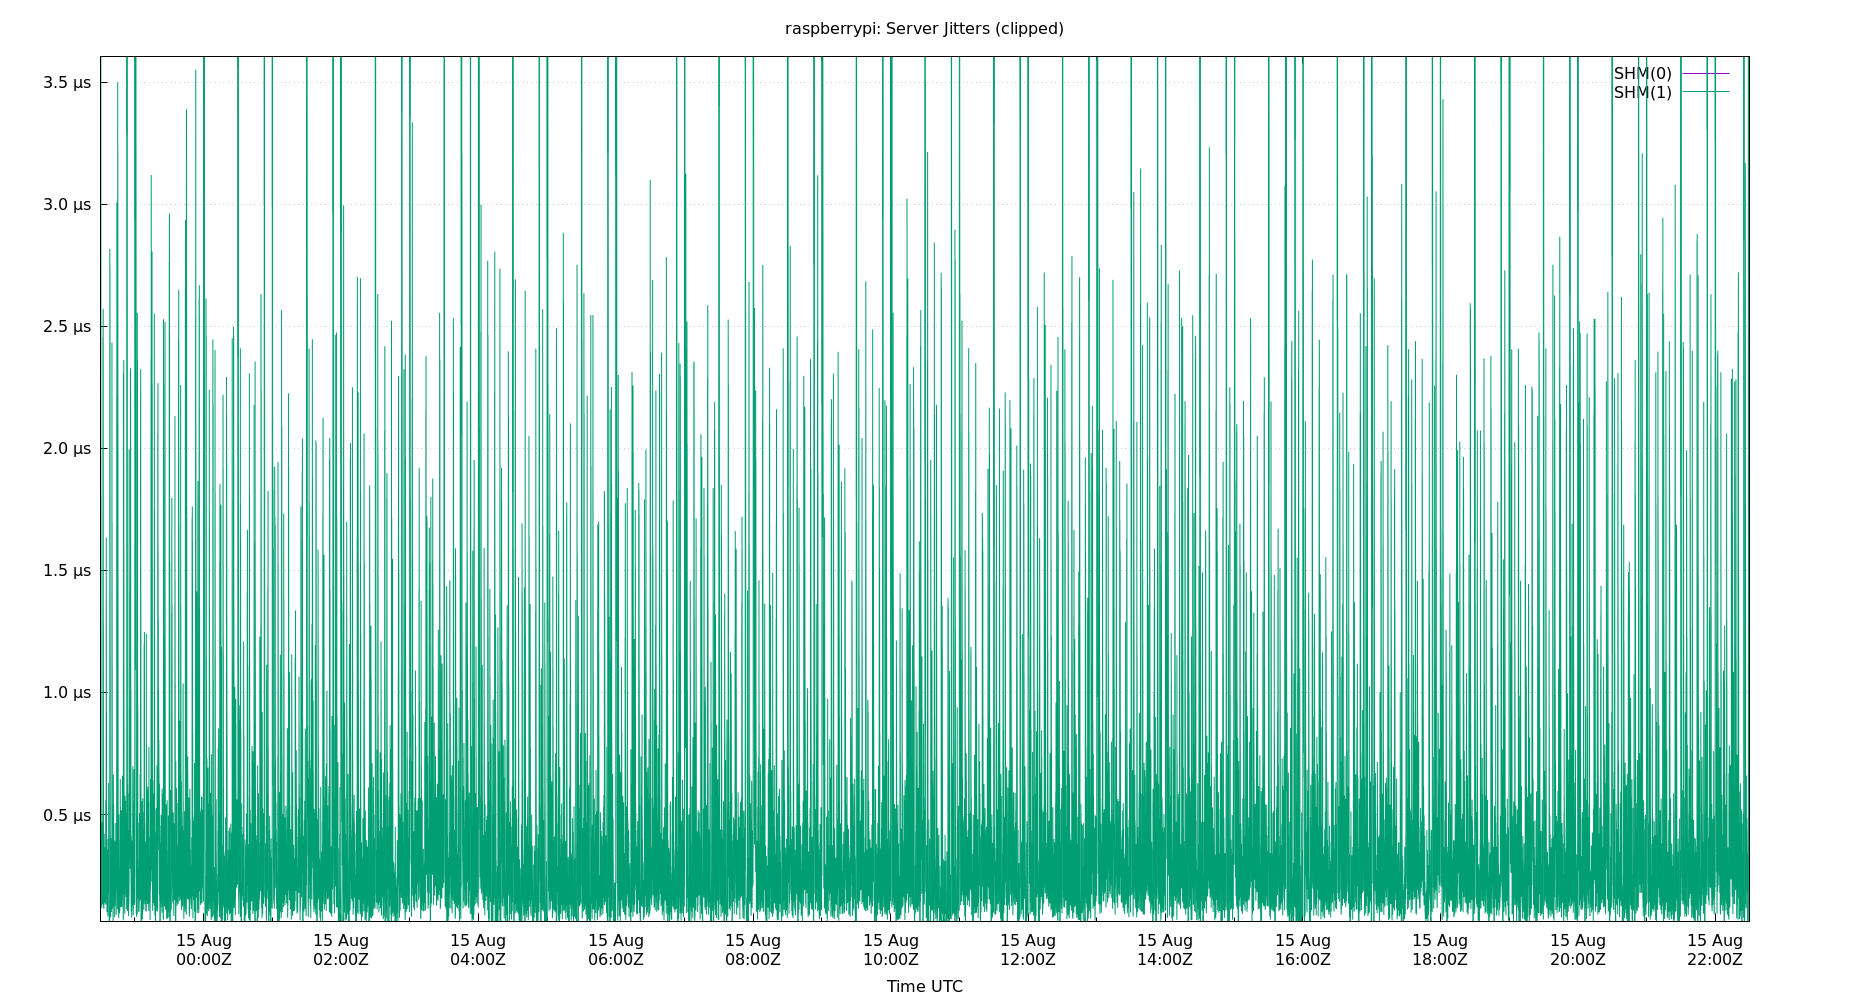 raspberrypi: Server Jitters (clipped)
SHM(0)
SHM(1)
3.5 µs
3.0 µs
2.5 µs
2.0 µs
1.5 µs
1.0 µs
0.5 µs
15 Aug 15 Aug 15 Aug 15 Aug 15 Aug 15 Aug 15 Aug 15 Aug 15 Aug 15 Aug 15 Aug 15 Aug
00:00Z 02:00Z 04:00Z 06:00Z 08:00Z 10:00Z 12:00Z 14:00Z 16:00Z 18:00Z 20:00Z 22:00Z
Time UTC